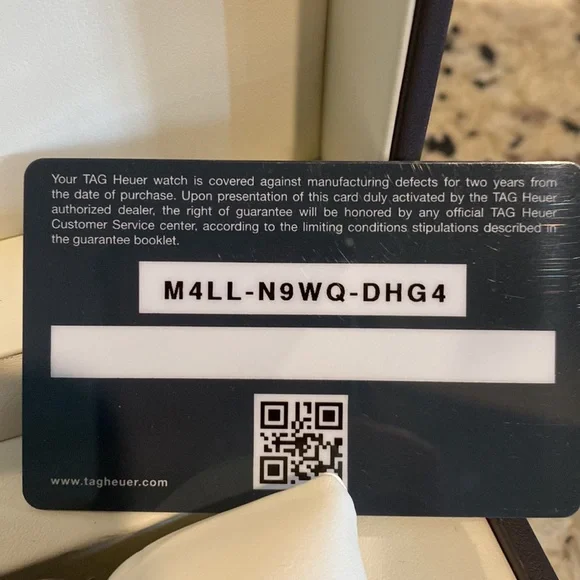 Your TAG Heuer watch is covered against manufacturing defects for two years from
the date of purchase. Upon presentation of this card duly activated by the TAG Heuer
authorized dealer, the right of guarantee will be honored by any official TAG Heuer
Customer Service center, according to the limiting conditions stipulations described in
the guarantee booklet.
M4LL-N9WQ-DHG4
www.tagheuer.com